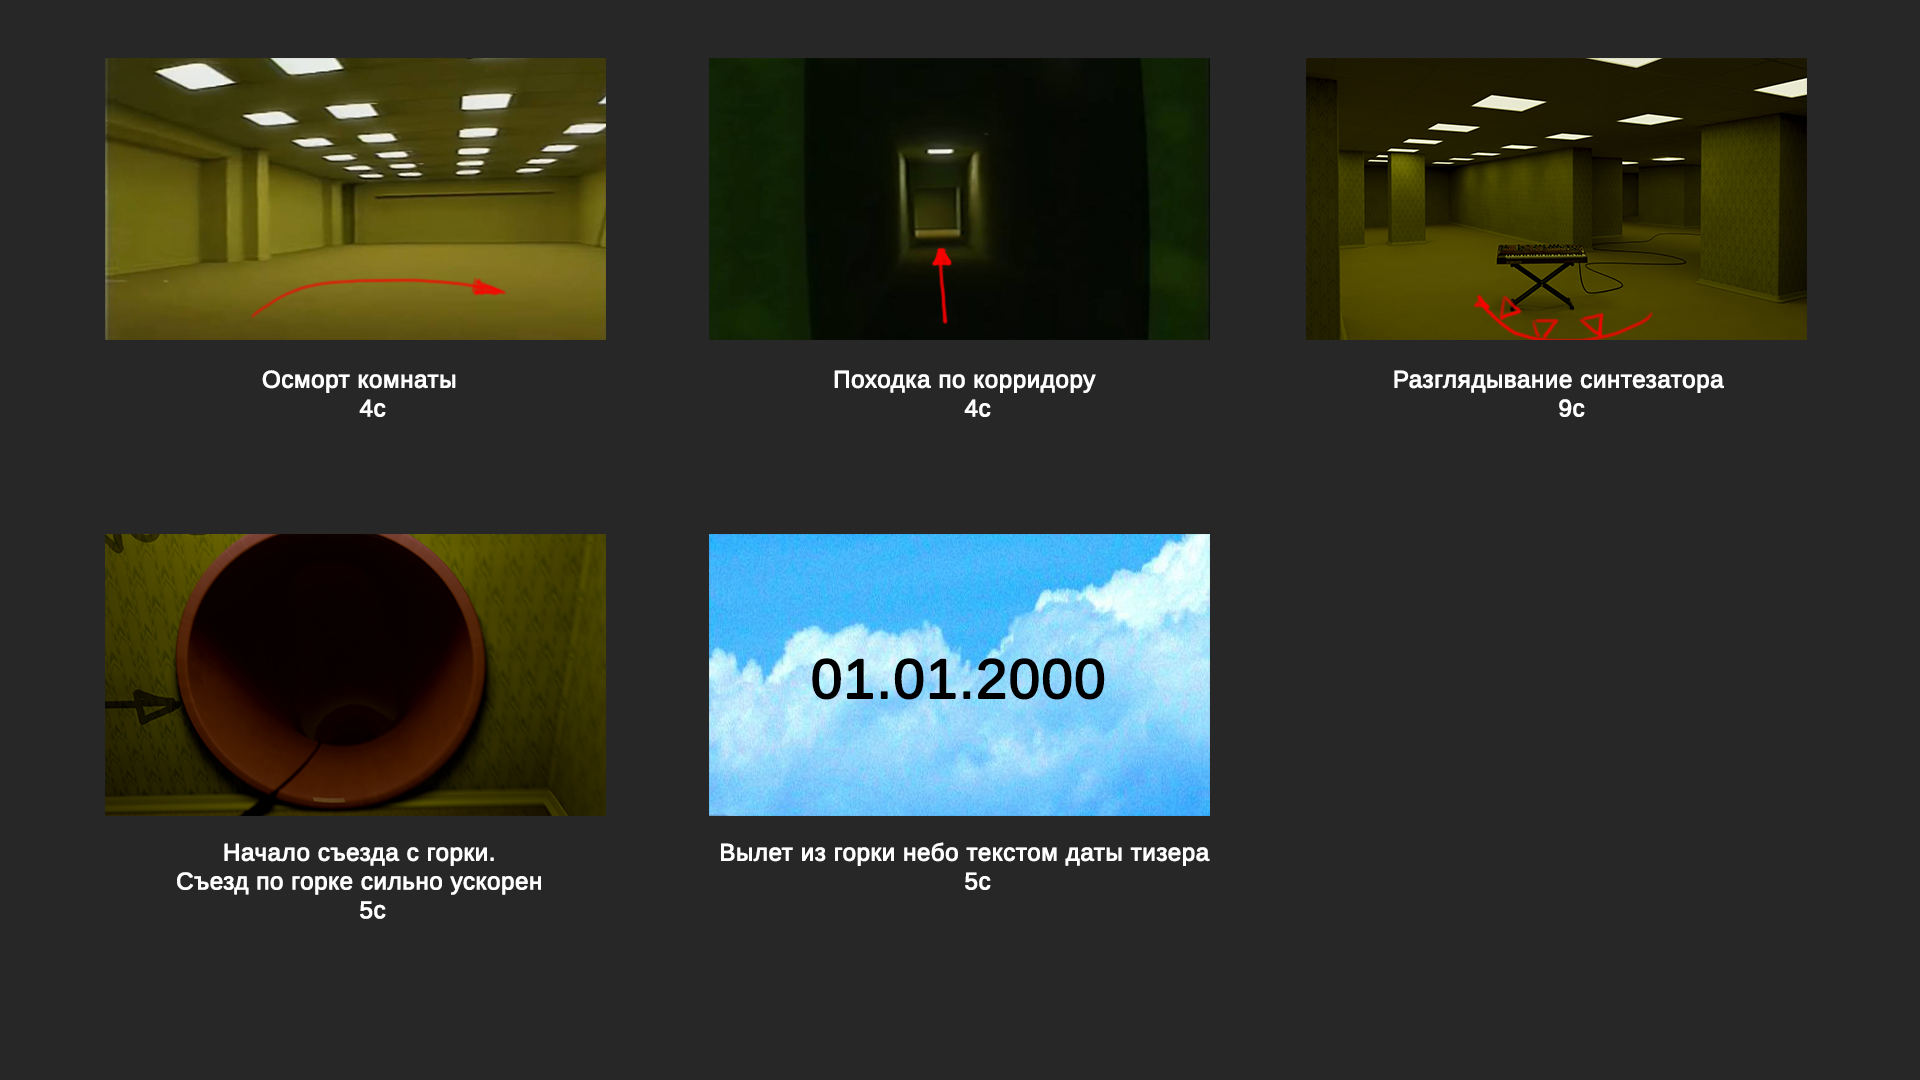 Осморт комнаты
4с
Походка по корридору
4с
Разглядывание синтезатора
9с
Начало съезда с горки.
Съезд по горке сильно ускорен
5с
01.01.2000
Вылет из горки небо текстом даты тизера
5с